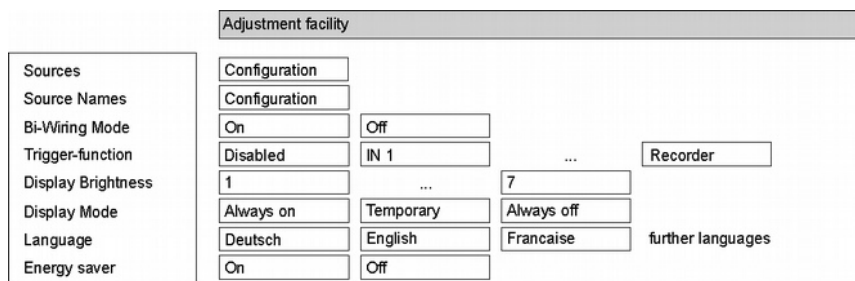 Adjustment facility
Sources Configuration
Source Names Configuration
Bi-Wiring Mode On Off
Trigger-function Disabled IN 1 ... Recorder
Display Brightness 1 ... 7
Display Mode Always on Temporary Always off
Language Deutsch English Francaise further languages
Energy saver On Off